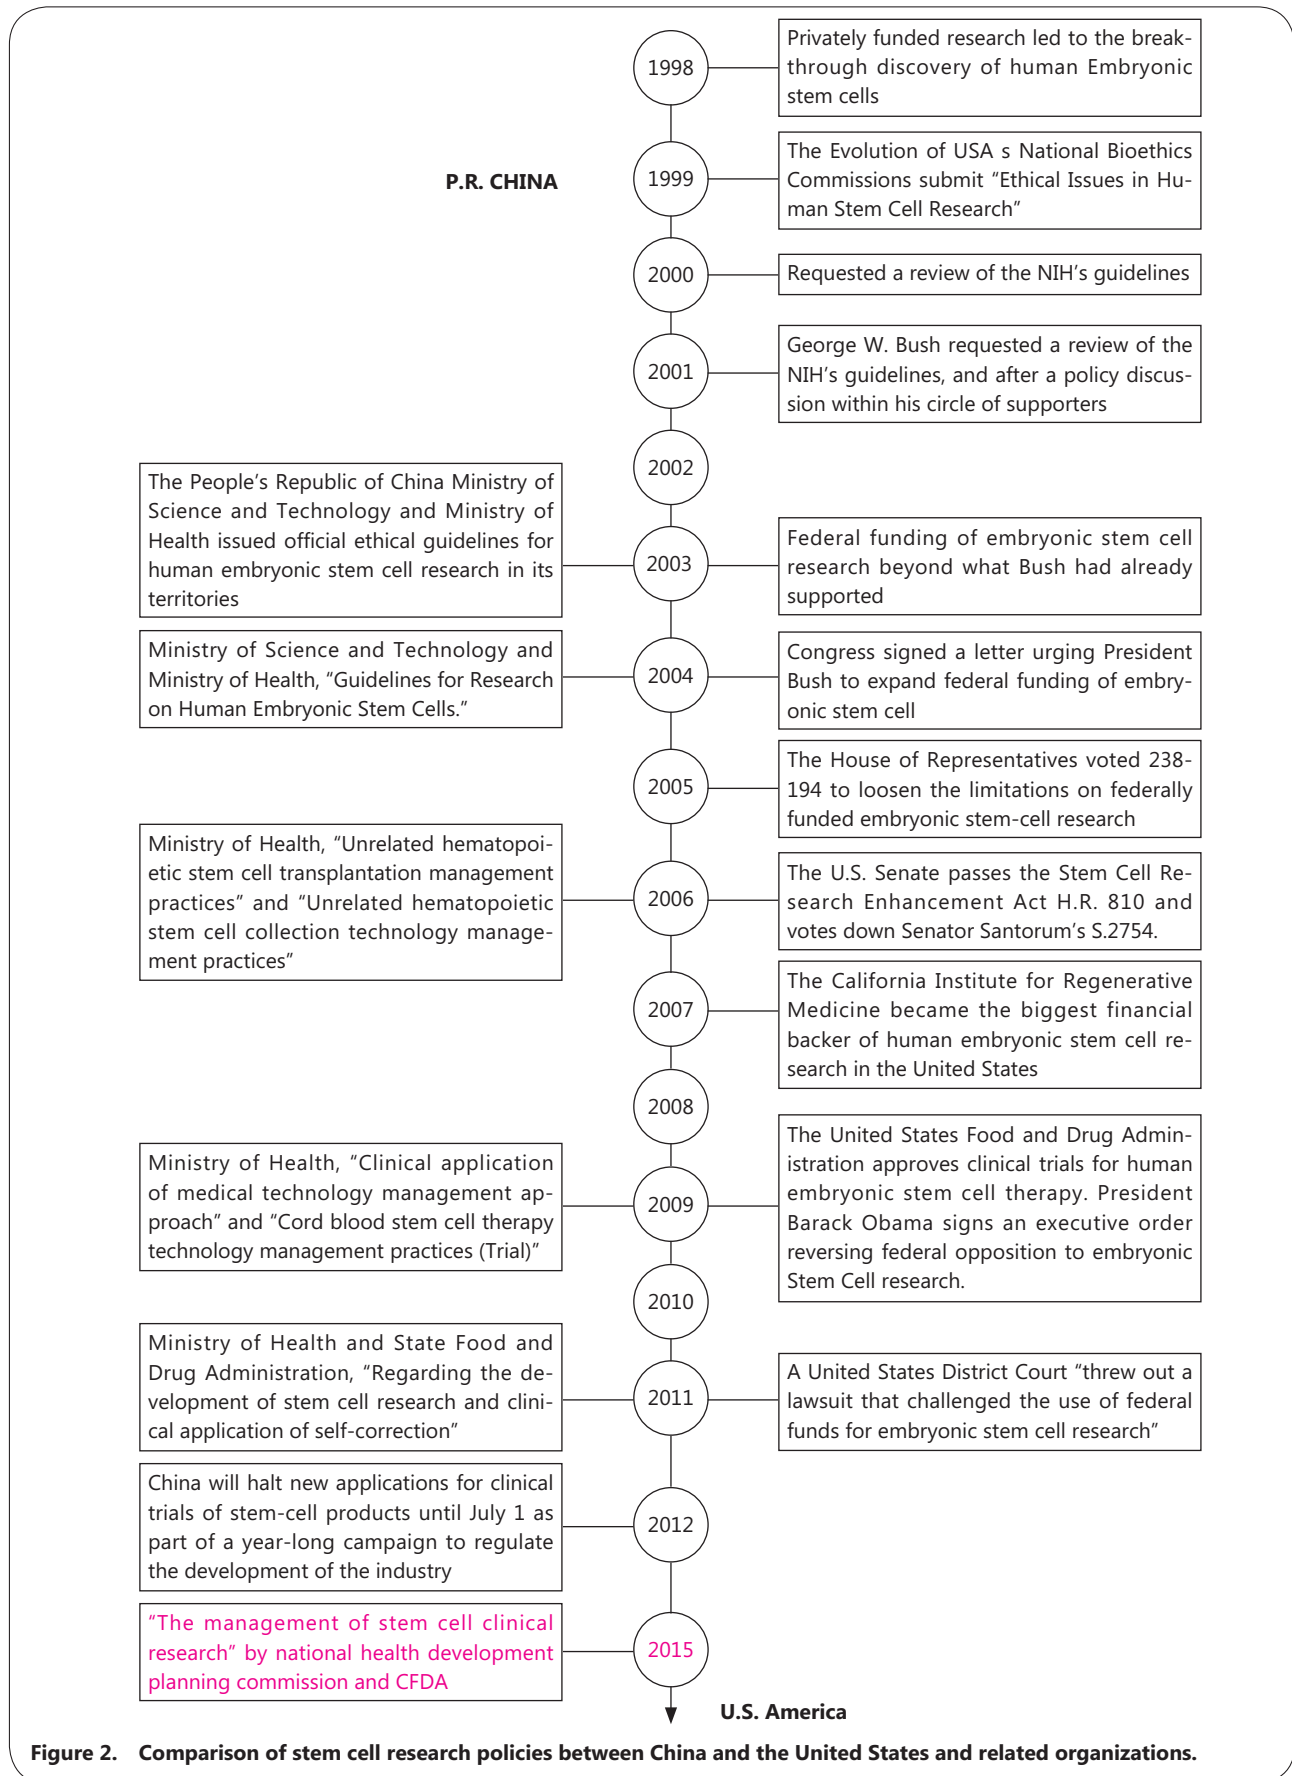 1998
Privately funded research led to the break-
through discovery of human Embryonic
stem cells
P.R. CHINA
1999
The Evolution of USA s National Bioethics
Commissions submit “Ethical Issues in Hu-
man Stem Cell Research”
2000
Requested a review of the NIH’s guidelines
2001
George W. Bush requested a review of the
NIH’s guidelines, and after a policy discus-
sion within his circle of supporters
2002
The People’s Republic of China Ministry of
Science and Technology and Ministry of
Health issued official ethical guidelines for
human embryonic stem cell research in its
territories
2003
Federal funding of embryonic stem cell
research beyond what Bush had already
supported
Ministry of Science and Technology and
Ministry of Health, “Guidelines for Research
on Human Embryonic Stem Cells.”
2004
Congress signed a letter urging President
Bush to expand federal funding of embry-
onic stem cell
2005
The House of Representatives voted 238-
194 to loosen the limitations on federally
funded embryonic stem-cell research
Ministry of Health, “Unrelated hematopoi-
etic stem cell transplantation management
practices” and “Unrelated hematopoietic
stem cell collection technology manage-
ment practices”
2006
The U.S. Senate passes the Stem Cell Re-
search Enhancement Act H.R. 810 and
votes down Senator Santorum’s S.2754.
2007
The California Institute for Regenerative
Medicine became the biggest financial
backer of human embryonic stem cell re-
search in the United States
2008
Ministry of Health, “Clinical application
of medical technology management ap-
proach” and “Cord blood stem cell therapy
technology management practices (Trial)”
2009
The United States Food and Drug Admin-
istration approves clinical trials for human
embryonic stem cell therapy. President
Barack Obama signs an executive order
reversing federal opposition to embryonic
Stem Cell research.
2010
Ministry of Health and State Food and
Drug Administration, “Regarding the de-
velopment of stem cell research and clini-
cal application of self-correction”
2011
A United States District Court “threw out a
lawsuit that challenged the use of federal
funds for embryonic stem cell research”
China will halt new applications for clinical
trials of stem-cell products until July 1 as
part of a year-long campaign to regulate
the development of the industry
2012
“The management of stem cell clinical
research” by national health development
planning commission and CFDA
2015
U.S. America
Figure 2. Comparison of stem cell research policies between China and the United States and related organizations.